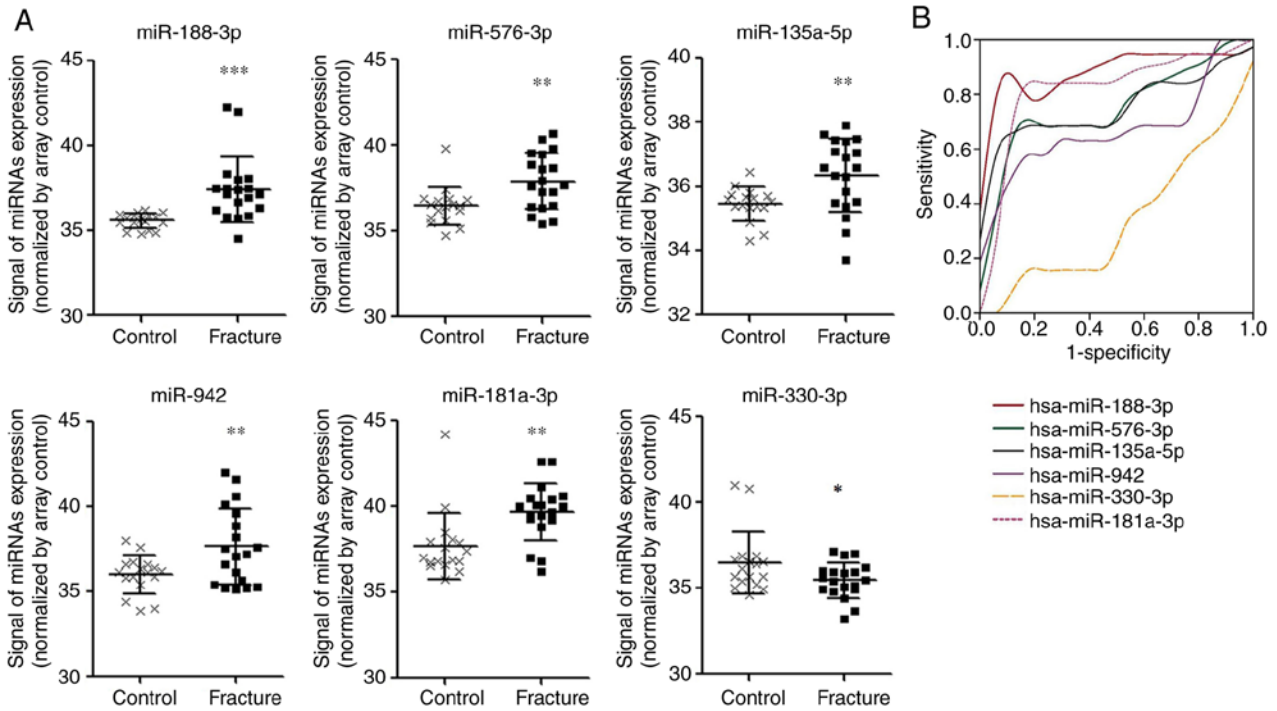 A
miR-188-3p
Signal of miRNAs expression
(normalized by array control)
45
40
35
30
***
Control
Fracture
miR-576-3p
Signal of miRNAs expression
(normalized by array control)
45
40
35
30
**
Control
Fracture
miR-135a-5p
Signal of miRNAs expression
(normalized by array control)
40
38
36
34
32
**
Control
Fracture
miR-942
Signal of miRNAs expression
(normalized by array control)
45
40
35
30
**
Control
Fracture
miR-181a-3p
Signal of miRNAs expression
(normalized by array control)
45
40
35
30
**
Control
Fracture
miR-330-3p
Signal of miRNAs expression
(normalized by array control)
45
40
35
30
*
Control
Fracture
B
Sensitivity
1.0
0.8
0.6
0.4
0.2
0.0
0.0 0.2 0.4 0.6 0.8 1.0
1-specificity
hsa-miR-188-3p
hsa-miR-576-3p
hsa-miR-135a-5p
hsa-miR-942
hsa-miR-330-3p
hsa-miR-181a-3p